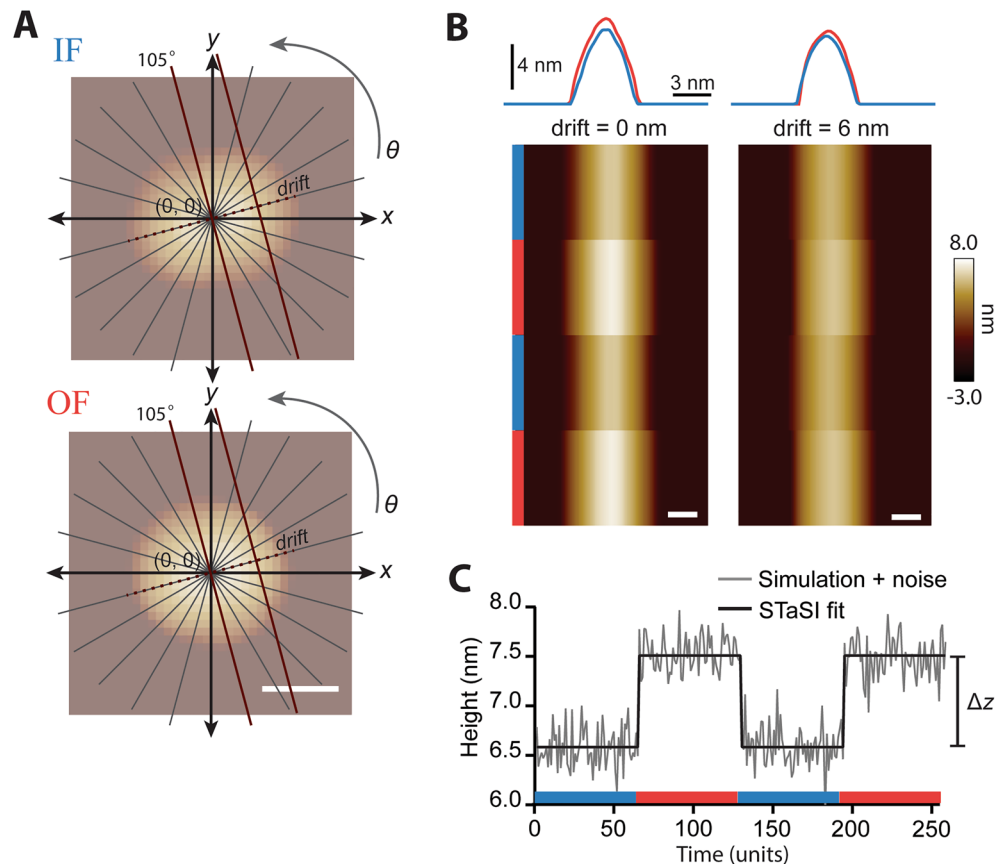 A
IF
y
105°
θ
drift
(0, 0)
x
OF
y
105°
θ
drift
(0, 0)
x
B
4 nm
3 nm
drift = 0 nm
drift = 6 nm
8.0
nm
-3.0
C
Simulation + noise
STaSI fit
Height (nm)
8.0
7.5
7.0
6.5
6.0
Δz
0
50
100
150
200
250
Time (units)